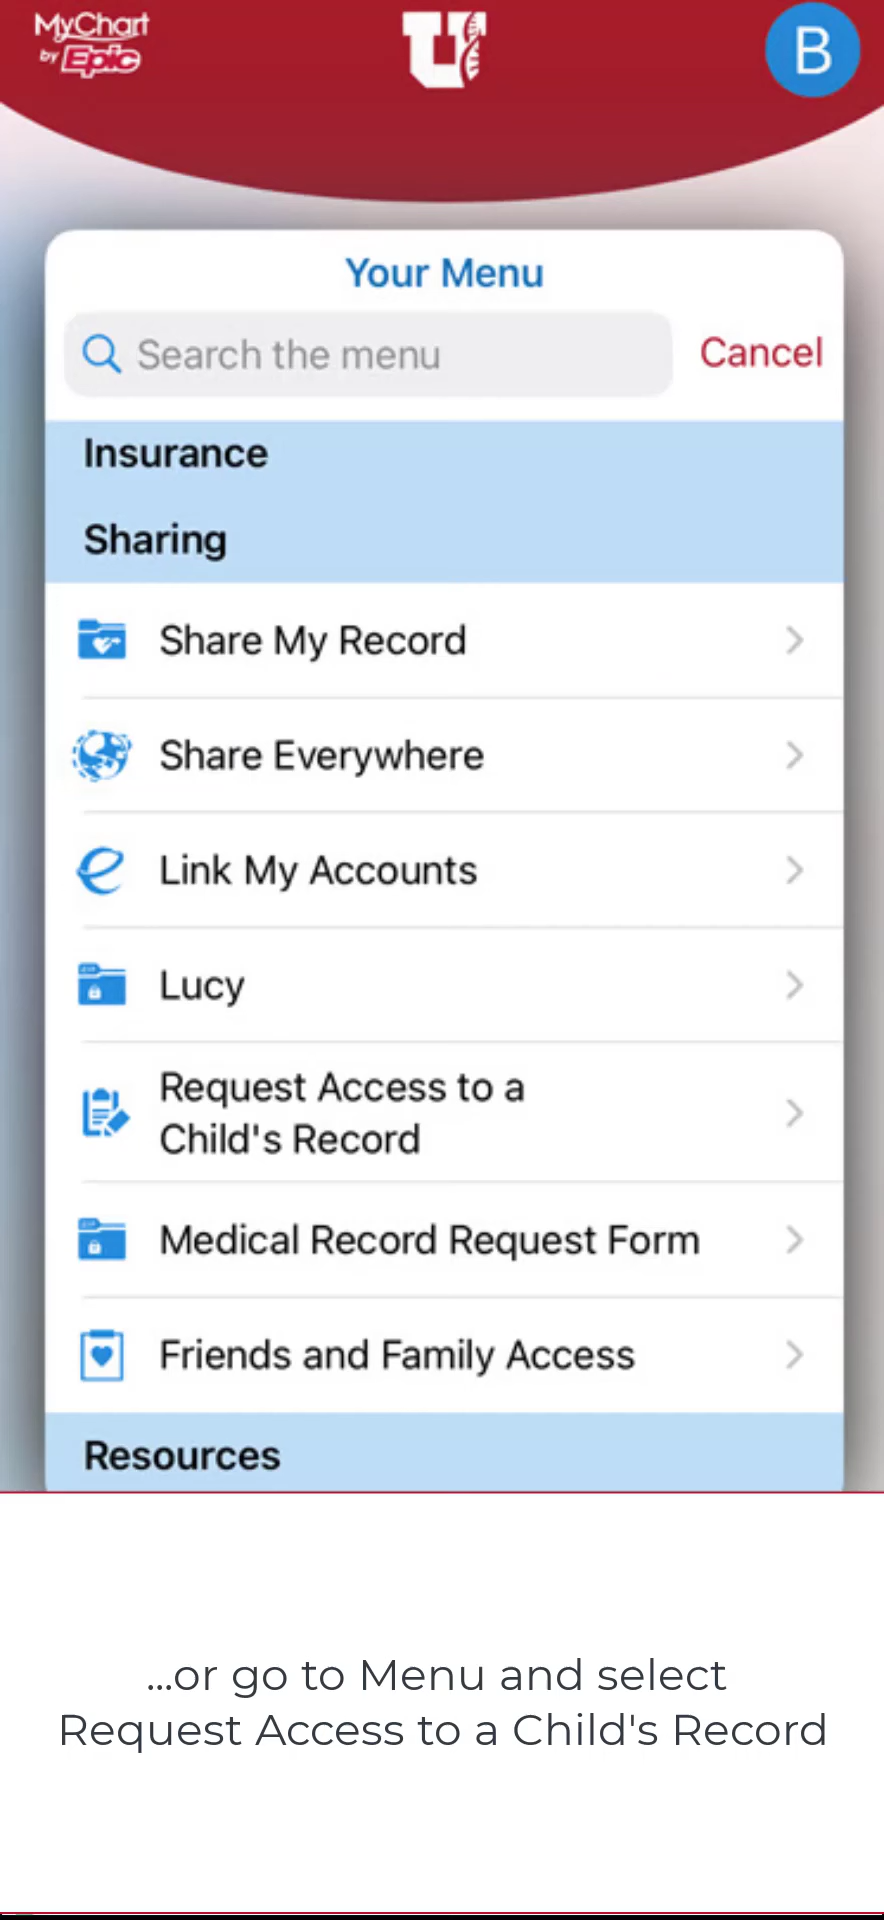 MyChart
by Epic
U
B
Your Menu
Search the menu
Cancel
Insurance
Sharing
Share My Record
Share Everywhere
Link My Accounts
Lucy
Request Access to a
Child's Record
Medical Record Request Form
Friends and Family Access
Resources
...or go to Menu and select
Request Access to a Child's Record